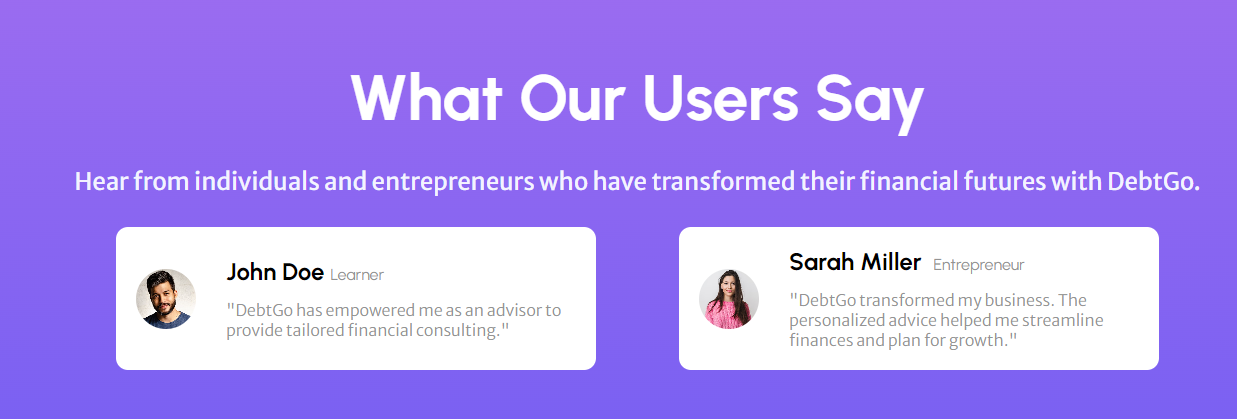 What Our Users Say
Hear from individuals and entrepreneurs who have transformed their financial futures with DebtGo.
John Doe Learner
"DebtGo has empowered me as an advisor to
provide tailored financial consulting."
Sarah Miller Entrepreneur
"DebtGo transformed my business. The
personalized advice helped me streamline
finances and plan for growth."